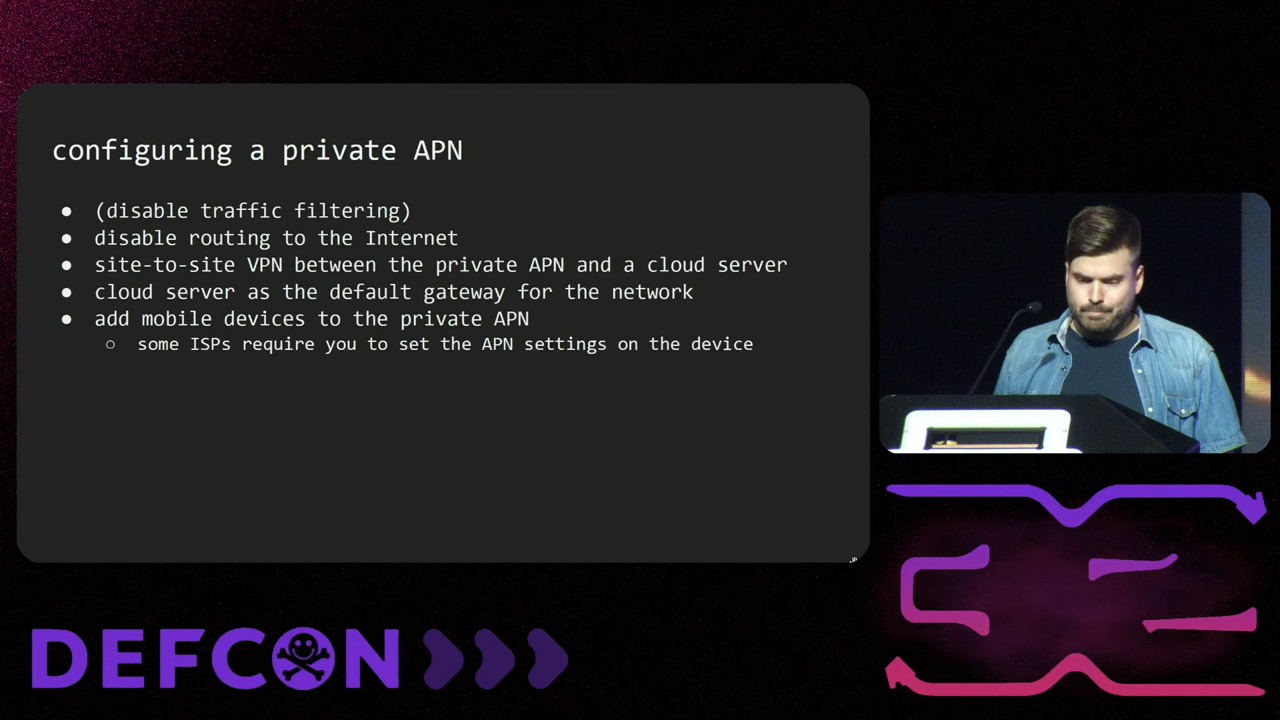 configuring a private APN
● (disable traffic filtering)
● disable routing to the Internet
● site-to-site VPN between the private APN and a cloud server
● cloud server as the default gateway for the network
● add mobile devices to the private APN
○ some ISPs require you to set the APN settings on the device
DEFCON